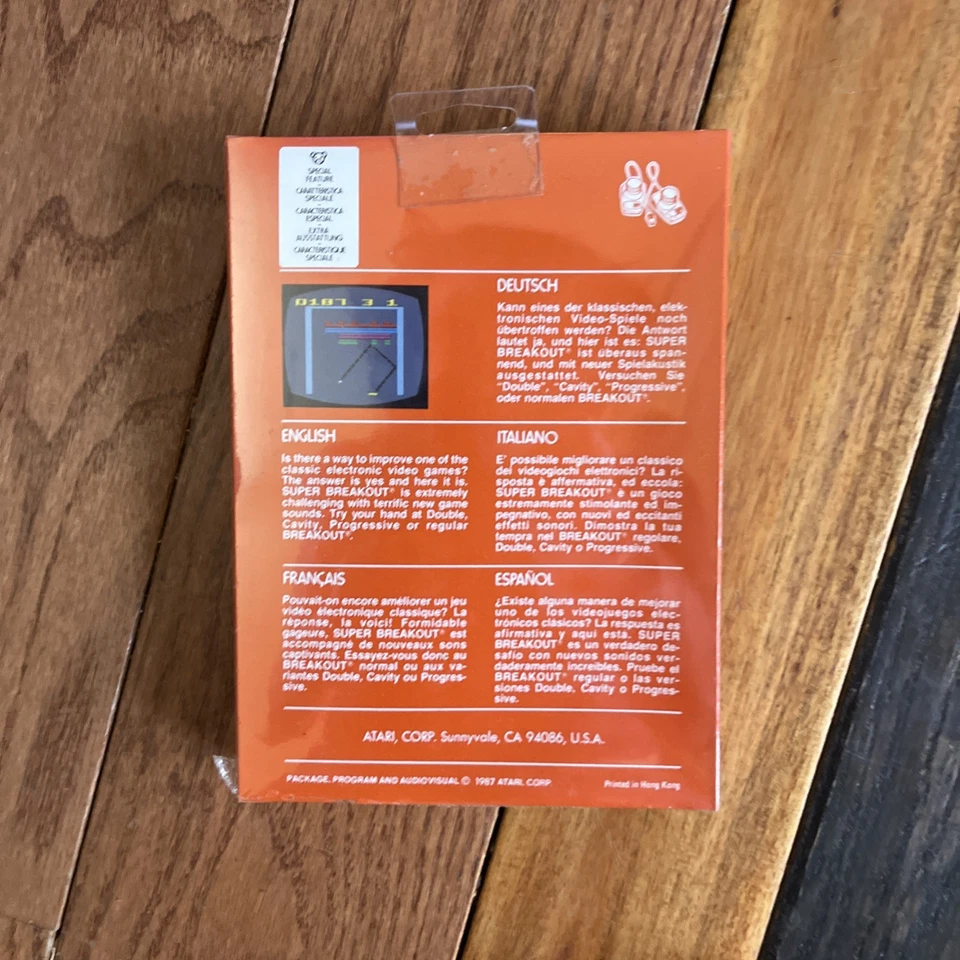 SPECIAL
FEATURE
-
CARATTERISTICA
SPECIALE
-
CARACTERISTICA
ESPECIAL
-
EXTRA
AUSSTATTUNG
-
CARACTERISTIQUE
SPECIALE
0187 3 1
DEUTSCH
Kann eines der klassischen, elek-
tronischen Video-Spiele noch
übertroffen werden? Die Antwort
lautet ja, und hier ist es: SUPER
BREAKOUT® ist überaus span-
nend, und mit neuer Spielakustik
ausgestattet. Versuchen Sie
"Double", "Cavity", "Progressive",
oder normalen BREAKOUT®.
ENGLISH
Is there a way to improve one of the
classic electronic video games?
The answer is yes and here it is.
SUPER BREAKOUT® is extremely
challenging with terrific new game
sounds. Try your hand at Double,
Cavity, Progressive or regular
BREAKOUT®.
ITALIANO
E' possibile migliorare un classico
dei videogiochi elettronici? La ri-
sposta è affermativa, ed eccola:
SUPER BREAKOUT® è un gioco
estremamente stimolante ed im-
pegnativo, con nuovi ed eccitanti
effetti sonori. Dimostra la tua
tempra nel BREAKOUT® regolare,
Double, Cavity o Progressive.
FRANÇAIS
Pouvait-on encore améliorer un jeu
vidéo électronique classique? La
réponse, la voici! Formidable
gageure, SUPER BREAKOUT® est
accompagné de nouveaux sons
captivants. Essayez-vous donc au
BREAKOUT® normal ou aux va-
riantes Double, Cavity ou Progres-
sive.
ESPAÑOL
¿Existe alguna manera de mejorar
uno de los videojuegos elec-
trónicos clásicos? La respuesta es
afirmativa y aqui esta. SUPER
BREAKOUT® es un verdadero de-
safio con nuevos sonidos ver-
daderamente increibles. Pruebe el
BREAKOUT® regular o las ver-
siones Double, Cavity o Progres-
sive.
ATARI, CORP. Sunnyvale, CA 94086, U.S.A.
PACKAGE, PROGRAM AND AUDIOVISUAL © 1987 ATARI CORP.
Printed in Hong Kong